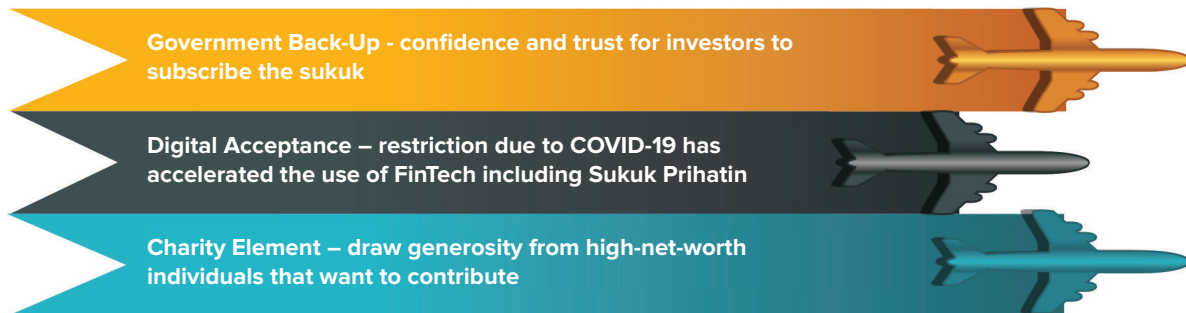 Government Back-Up - confidence and trust for investors to
subscribe the sukuk
Digital Acceptance – restriction due to COVID-19 has
accelerated the use of FinTech including Sukuk Prihatin
Charity Element – draw generosity from high-net-worth
individuals that want to contribute